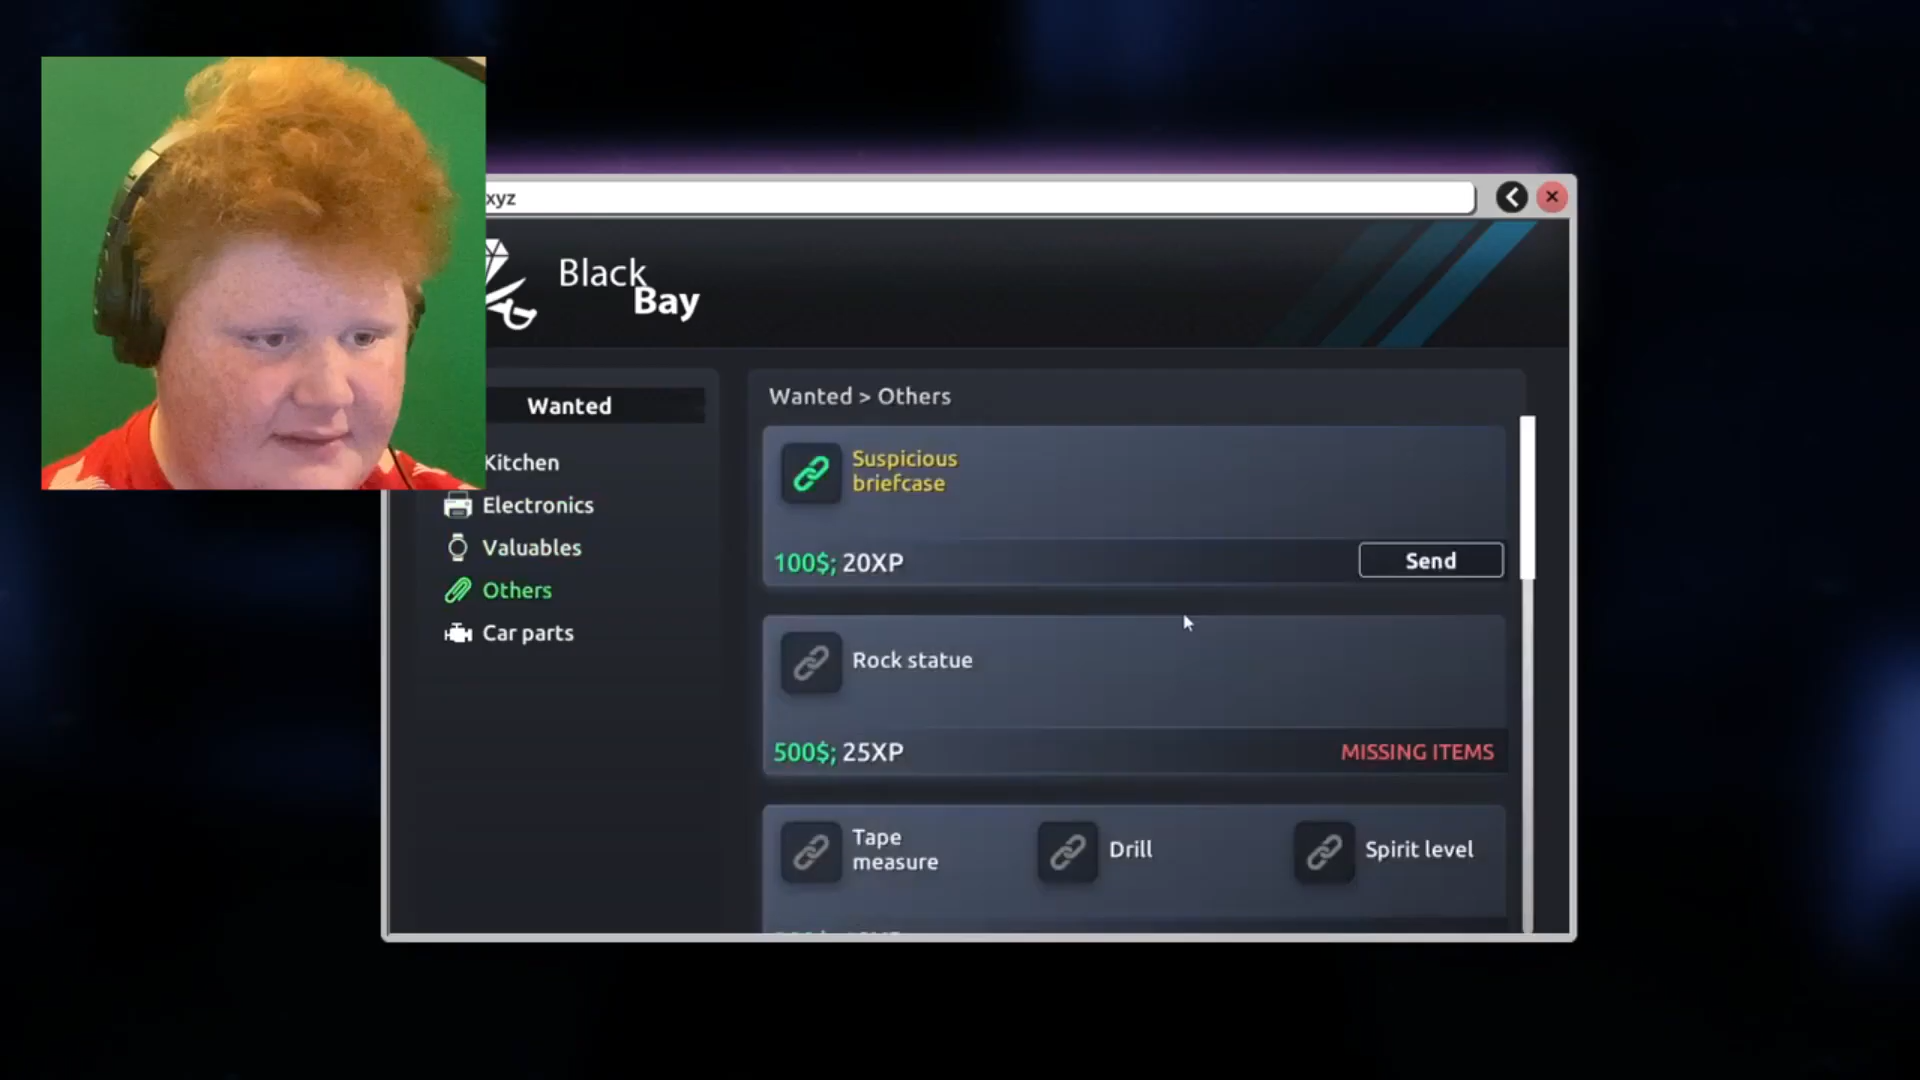 xyz
Black
Bay
Wanted
Kitchen
Electronics
Valuables
Others
Car parts
Wanted > Others
Suspicious
briefcase
100$; 20XP
Send
Rock statue
500$; 25XP
MISSING ITEMS
Tape
measure
Drill
Spirit level